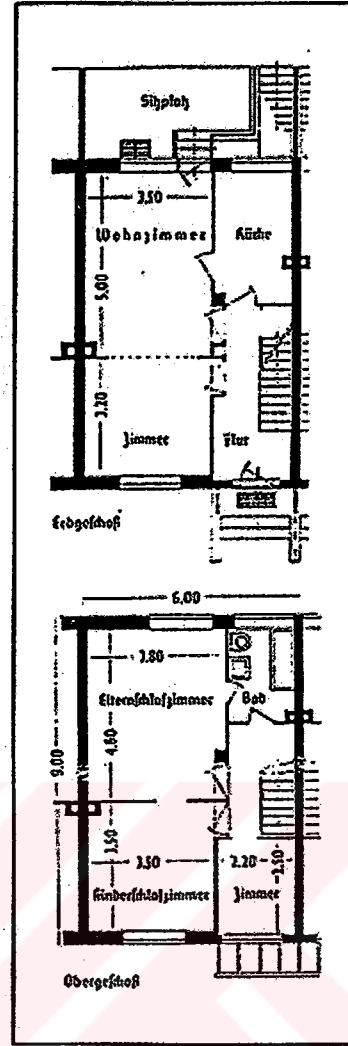 Sitzplatz
3,50
Wohnzimmer
Küche
5,00
3,20
Zimmer
Flur
Erdgeschoß
6,00
3,80
Elternschlafzimmer
Bad
4,60
9,00
3,50
3,50
2,20
2,50
Kinderschlafzimmer
Zimmer
Obergeschoß